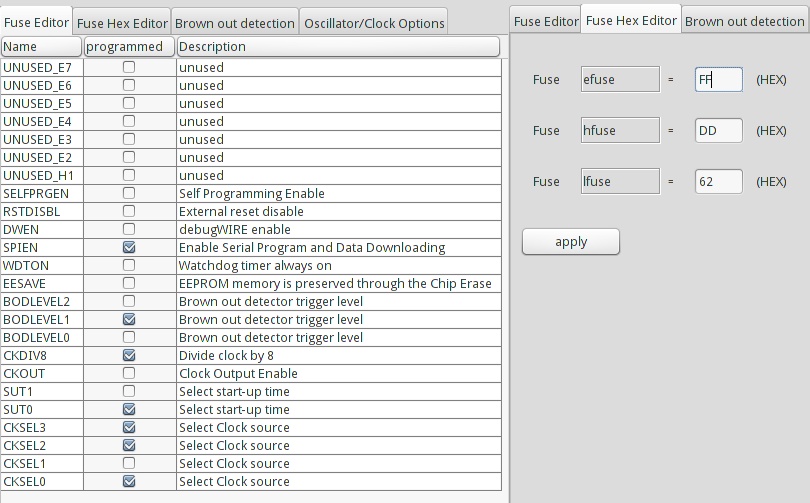 Fuse Editor Fuse Hex Editor Brown out detection Oscillator/Clock Options
Name programmed Description
UNUSED_E7 unused
UNUSED_E6 unused
UNUSED_E5 unused
UNUSED_E4 unused
UNUSED_E3 unused
UNUSED_E2 unused
UNUSED_H1 unused
SELFPRGEN Self Programming Enable
RSTDISBL External reset disable
DWEN debugWIRE enable
SPIEN Enable Serial Program and Data Downloading
WDTON Watchdog timer always on
EESAVE EEPROM memory is preserved through the Chip Erase
BODLEVEL2 Brown out detector trigger level
BODLEVEL1 Brown out detector trigger level
BODLEVEL0 Brown out detector trigger level
CKDIV8 Divide clock by 8
CKOUT Clock Output Enable
SUT1 Select start-up time
SUT0 Select start-up time
CKSEL3 Select Clock source
CKSEL2 Select Clock source
CKSEL1 Select Clock source
CKSEL0 Select Clock source
Fuse Editor Fuse Hex Editor Brown out detection
Fuse efuse = FF (HEX)
Fuse hfuse = DD (HEX)
Fuse lfuse = 62 (HEX)
apply